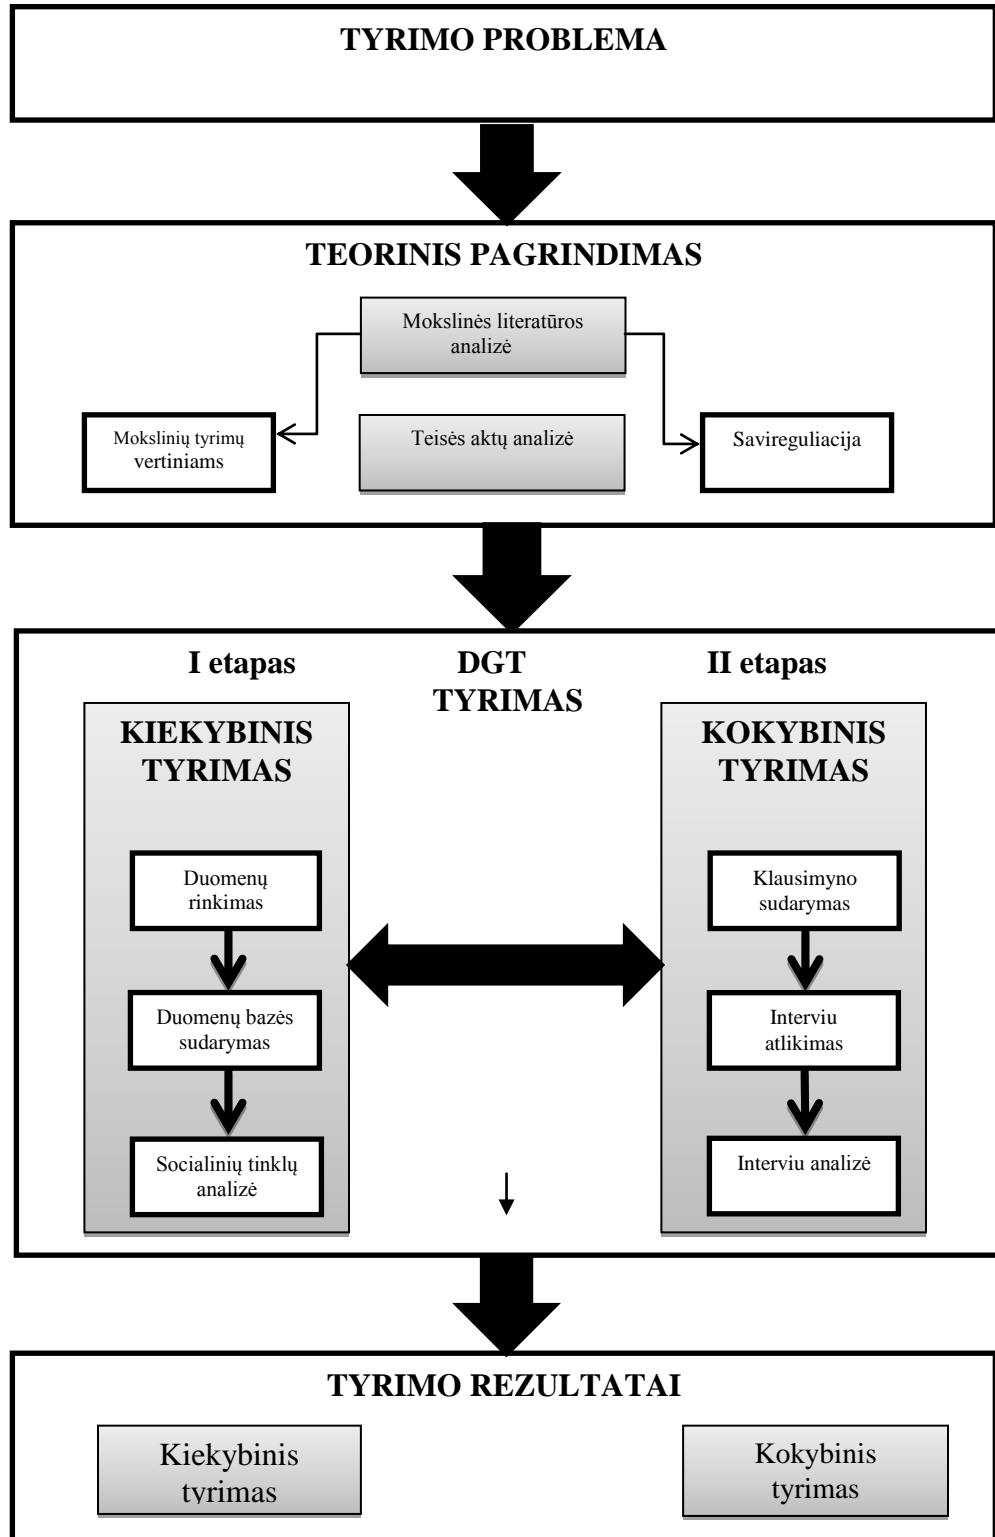 TYRIMO PROBLEMA
TEORINIS PAGRINDIMAS
Mokslinės literatūros
analizė
Mokslinių tyrimų
vertiniams
Teisės aktų analizė
Savireguliacija
I etapas
DGT
TYRIMAS
II etapas
KIEKYBINIS
TYRIMAS
Duomenų
rinkimas
Duomenų bazės
sudarymas
Socialinių tinklų
analizė
KOKYBINIS
TYRIMAS
Klausimyno
sudarymas
Interviu
atlikimas
Interviu analizė
TYRIMO REZULTATAI
Kiekybinis
tyrimas
Kokybinis
tyrimas